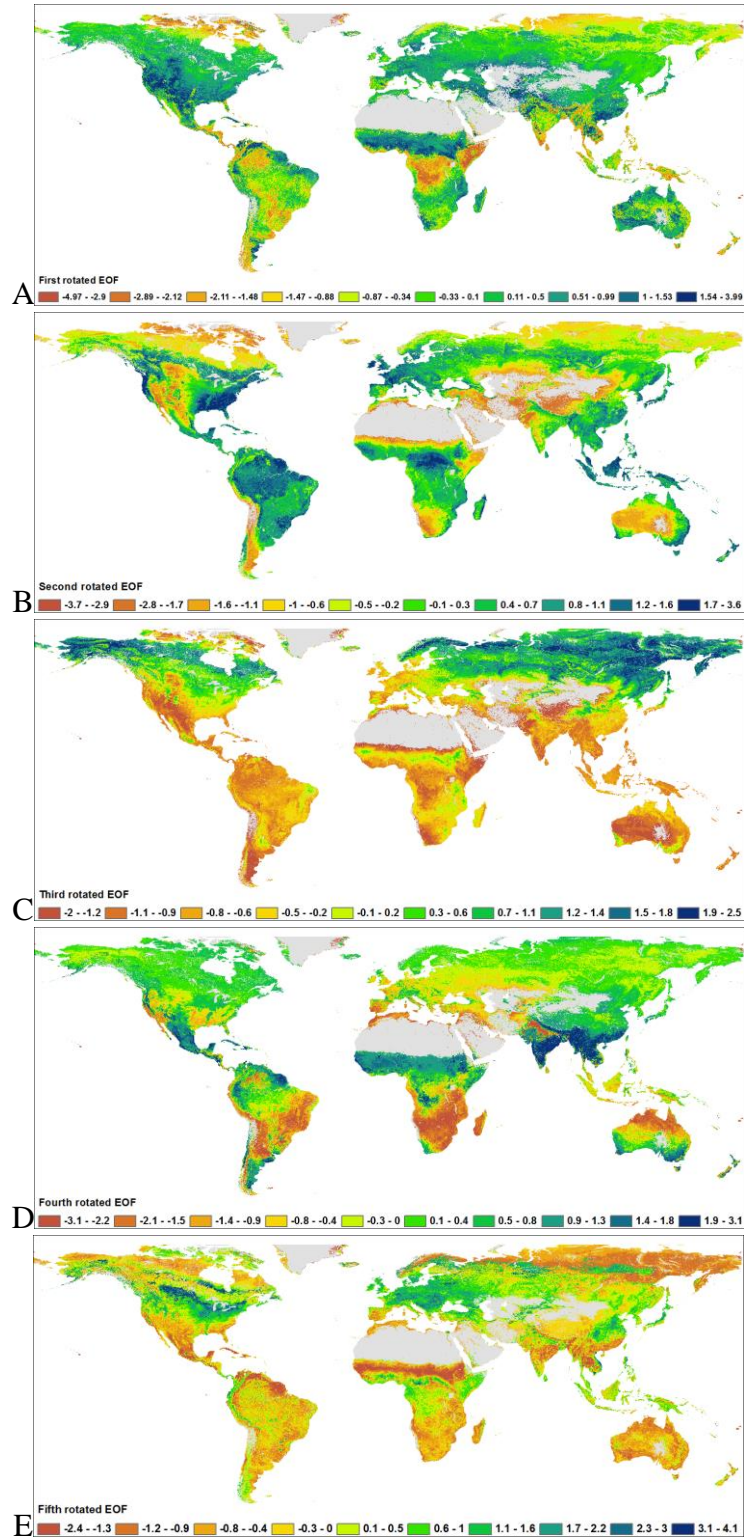 First rotated EOF
A -4.97 - -2.9 -2.89 - -2.12 -2.11 - -1.48 -1.47 - -0.88 -0.87 - -0.34 -0.33 - 0.1 0.11 - 0.5 0.51 - 0.99 1 - 1.53 1.54 - 3.99
Second rotated EOF
B -3.7 - -2.9 -2.8 - -1.7 -1.6 - -1.1 -1 - -0.6 -0.5 - -0.2 -0.1 - 0.3 0.4 - 0.7 0.8 - 1.1 1.2 - 1.6 1.7 - 3.6
Third rotated EOF
C -2 - -1.2 -1.1 - -0.9 -0.8 - -0.6 -0.5 - -0.2 -0.1 - 0.2 0.3 - 0.6 0.7 - 1.1 1.2 - 1.4 1.5 - 1.8 1.9 - 2.5
Fourth rotated EOF
D -3.1 - -2.2 -2.1 - -1.5 -1.4 - -0.9 -0.8 - -0.4 -0.3 - 0 0.1 - 0.4 0.5 - 0.8 0.9 - 1.3 1.4 - 1.8 1.9 - 3.1
Fifth rotated EOF
E -2.4 - -1.3 -1.2 - -0.9 -0.8 - -0.4 -0.3 - 0 0.1 - 0.5 0.6 - 1 1.1 - 1.6 1.7 - 2.2 2.3 - 3 3.1 - 4.1